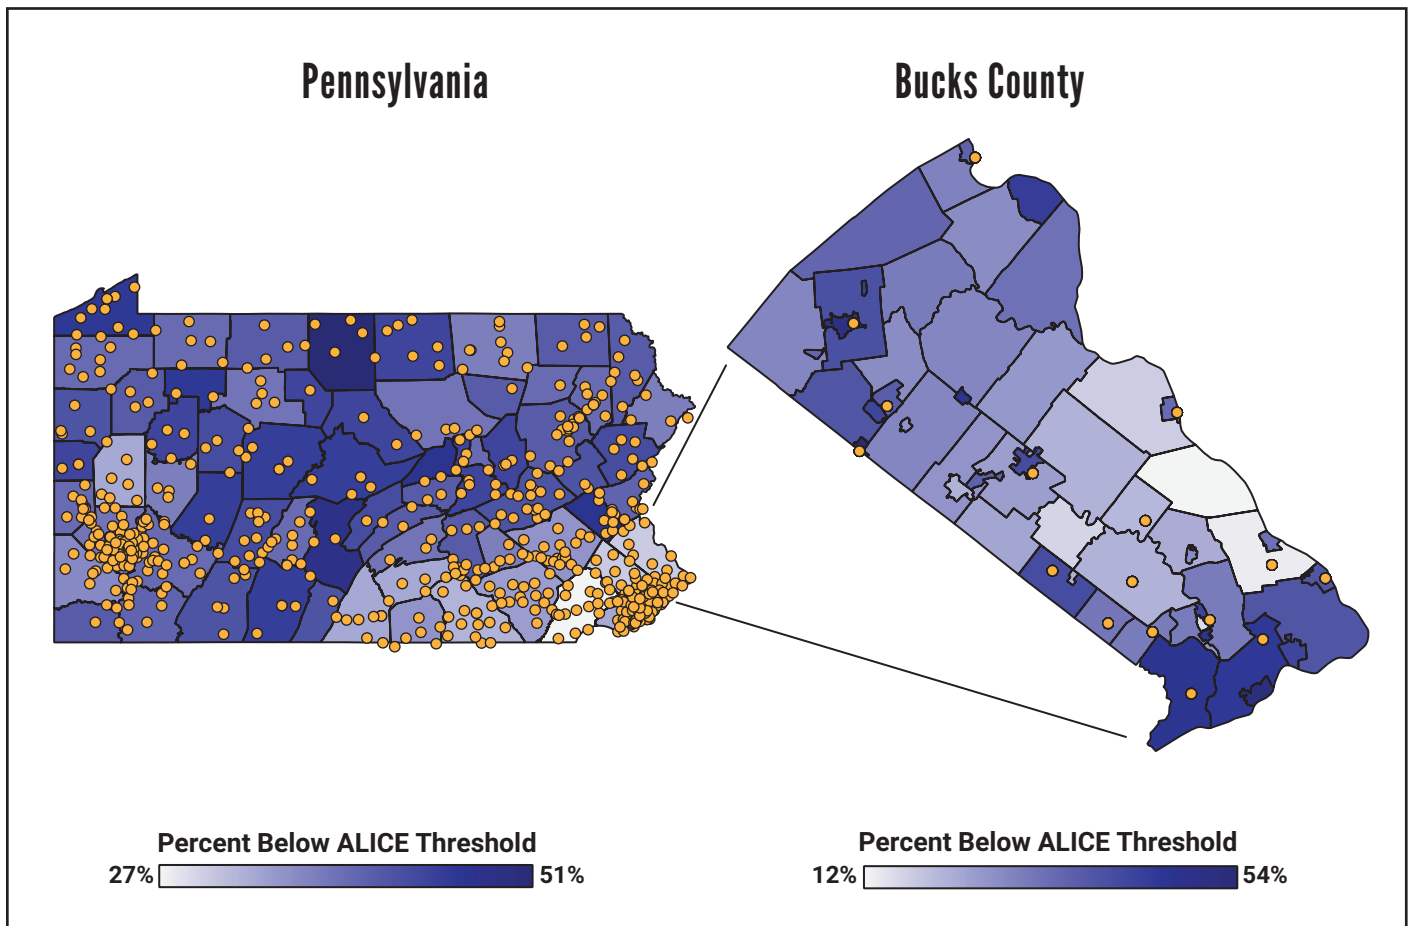 Pennsylvania
Bucks County
Percent Below ALICE Threshold
27% 51%
Percent Below ALICE Threshold
12% 54%